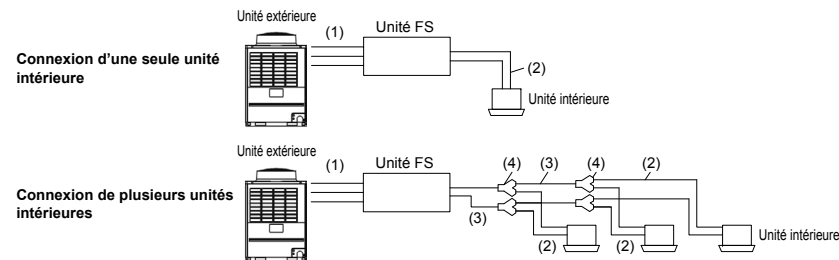 Unité extérieure
(1)
Unité FS
Connexion d'une seule unité
intérieure
(2)
Unité intérieure
Unité extérieure
(1)
Unité FS
(4)
(3)
(4)
(2)
Connexion de plusieurs unités
intérieures
(3)
(2)
(2)
Unité intérieure